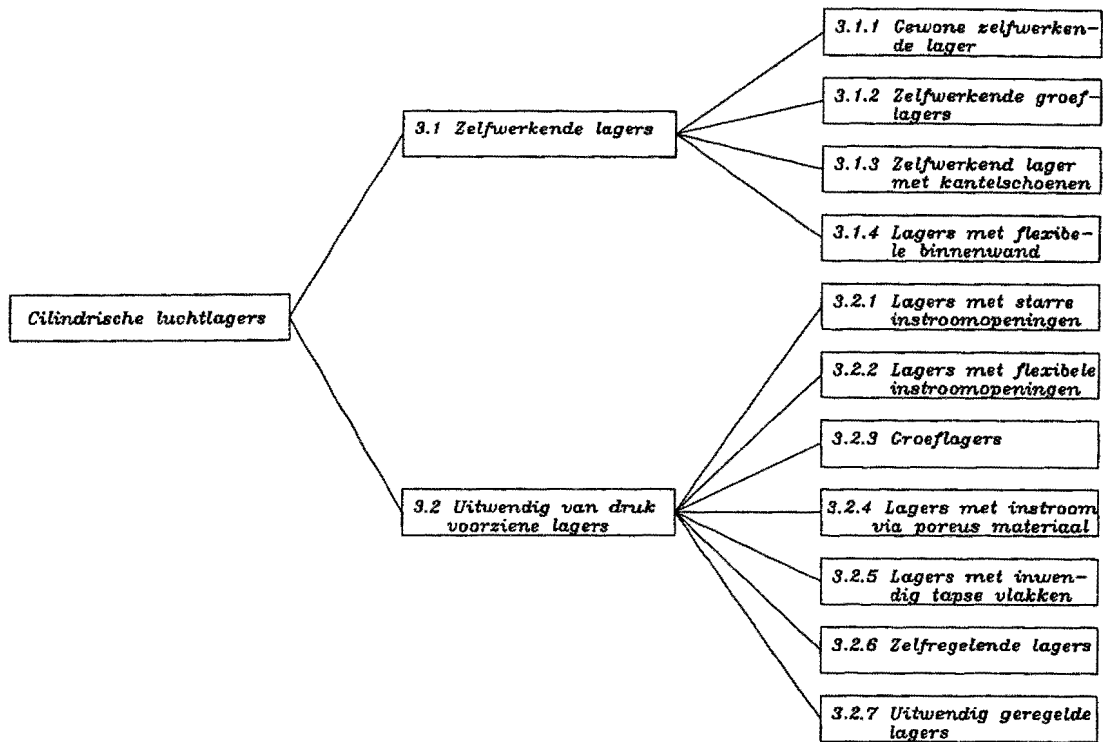 Cilindrische luchtlagers
3.1 Zelfwerkende lagers
3.1.1 Gewone zelfwerken-
de lager
3.1.2 Zelfwerkende groef-
lagers
3.1.3 Zelfwerkend lager
met kantelschoenen
3.1.4 Lagers met flexibe-
le binnenwand
3.2 Uitwendig van druk
voorziene lagers
3.2.1 Lagers met starre
instroomopeningen
3.2.2 Lagers met flexibele
instroomopeningen
3.2.3 Groeflagers
3.2.4 Lagers met instroom
via poreus materiaal
3.2.5 Lagers met inwen-
dig tapse vlakken
3.2.6 Zelfregelende lagers
3.2.7 Uitwendig geregelde
lagers